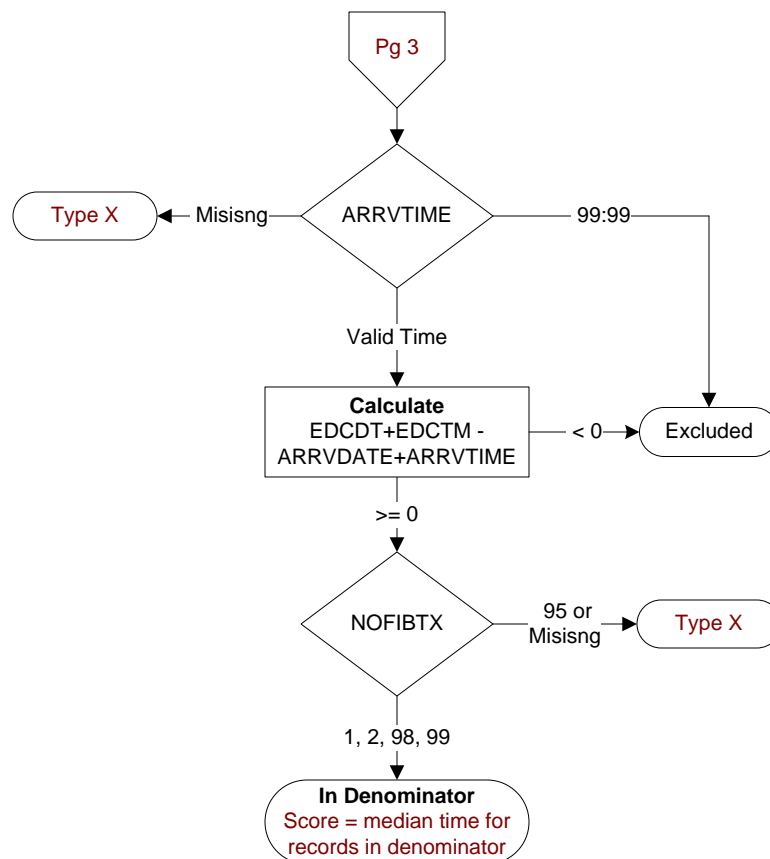 Pg 3
ARRVTIME
Type X
Misisng
99:99
Valid Time
Calculate
EDCDT+EDCTM -
ARRVDATE+ARRVTIME
< 0
Excluded
>= 0
NOFIBTX
95 or
Misisng
Type X
1, 2, 98, 99
In Denominator
Score = median time for
records in denominator